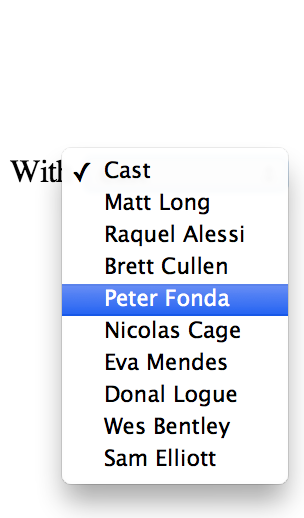 With
✓ Cast
Matt Long
Raquel Alessi
Brett Cullen
Peter Fonda
Nicolas Cage
Eva Mendes
Donal Logue
Wes Bentley
Sam Elliott